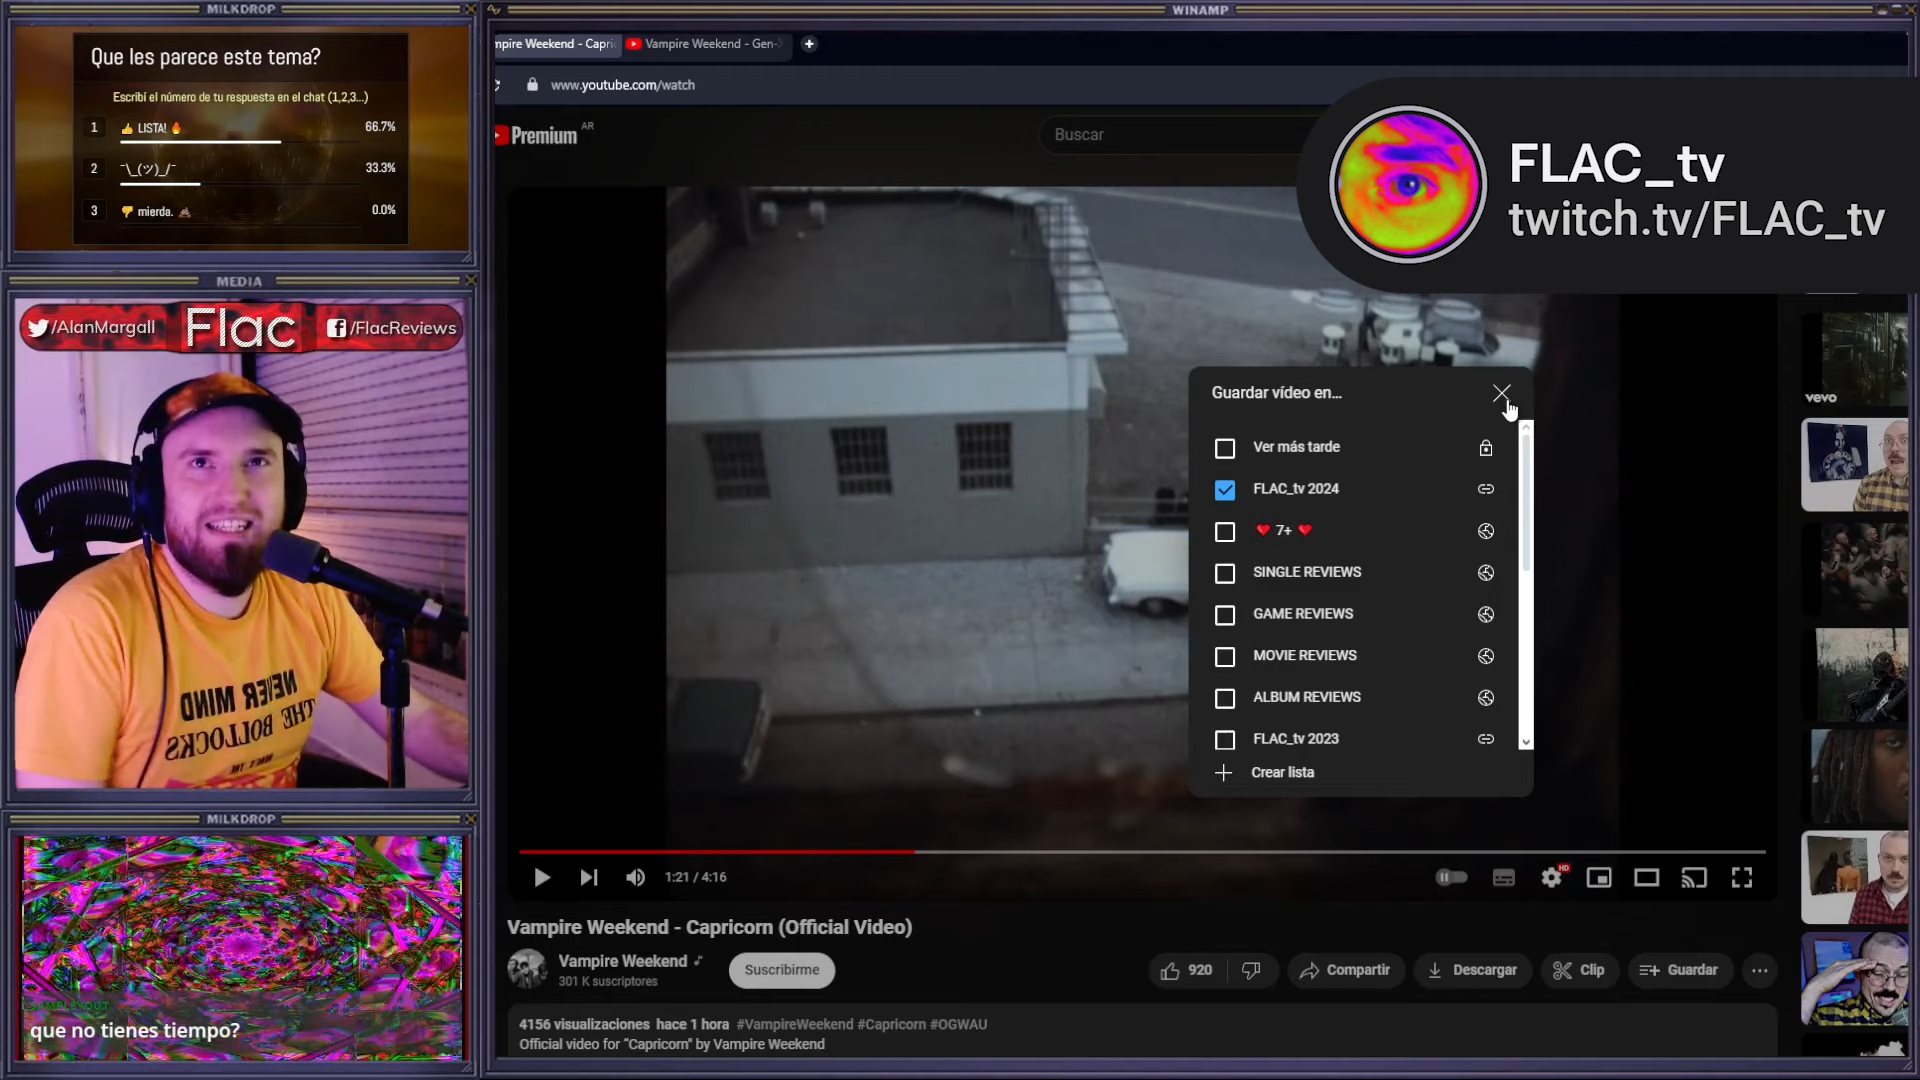 MILKDROP
Que les parece este tema?
Escribí el número de tu respuesta en el chat (1,2,3...)
1 👍 LISTA! 🔥 66.7%
2 ¯\_(ツ)_/¯ 33.3%
3 👎 mierda. 💩 0.0%
MEDIA
/AlanMargall Flac /FlacReviews
NEVER MIND
THE BOLLOCKS
MILKDROP
que no tienes tiempo?
WINAMP
mpire Weekend - Capric
Vampire Weekend - Gen-X
www.youtube.com/watch
Premium AR
Buscar
FLAC_tv
twitch.tv/FLAC_tv
Guardar vídeo en...
Ver más tarde
FLAC_tv 2024
❤️ 7+ ❤️
SINGLE REVIEWS
GAME REVIEWS
MOVIE REVIEWS
ALBUM REVIEWS
FLAC_tv 2023
Crear lista
vevo
1:21 / 4:16
HD
Vampire Weekend - Capricorn (Official Video)
Vampire Weekend
301 K suscriptores
Suscribirme
920
Compartir
Descargar
Clip
Guardar
4156 visualizaciones hace 1 hora #VampireWeekend #Capricorn #OGWAU
Official video for "Capricorn" by Vampire Weekend